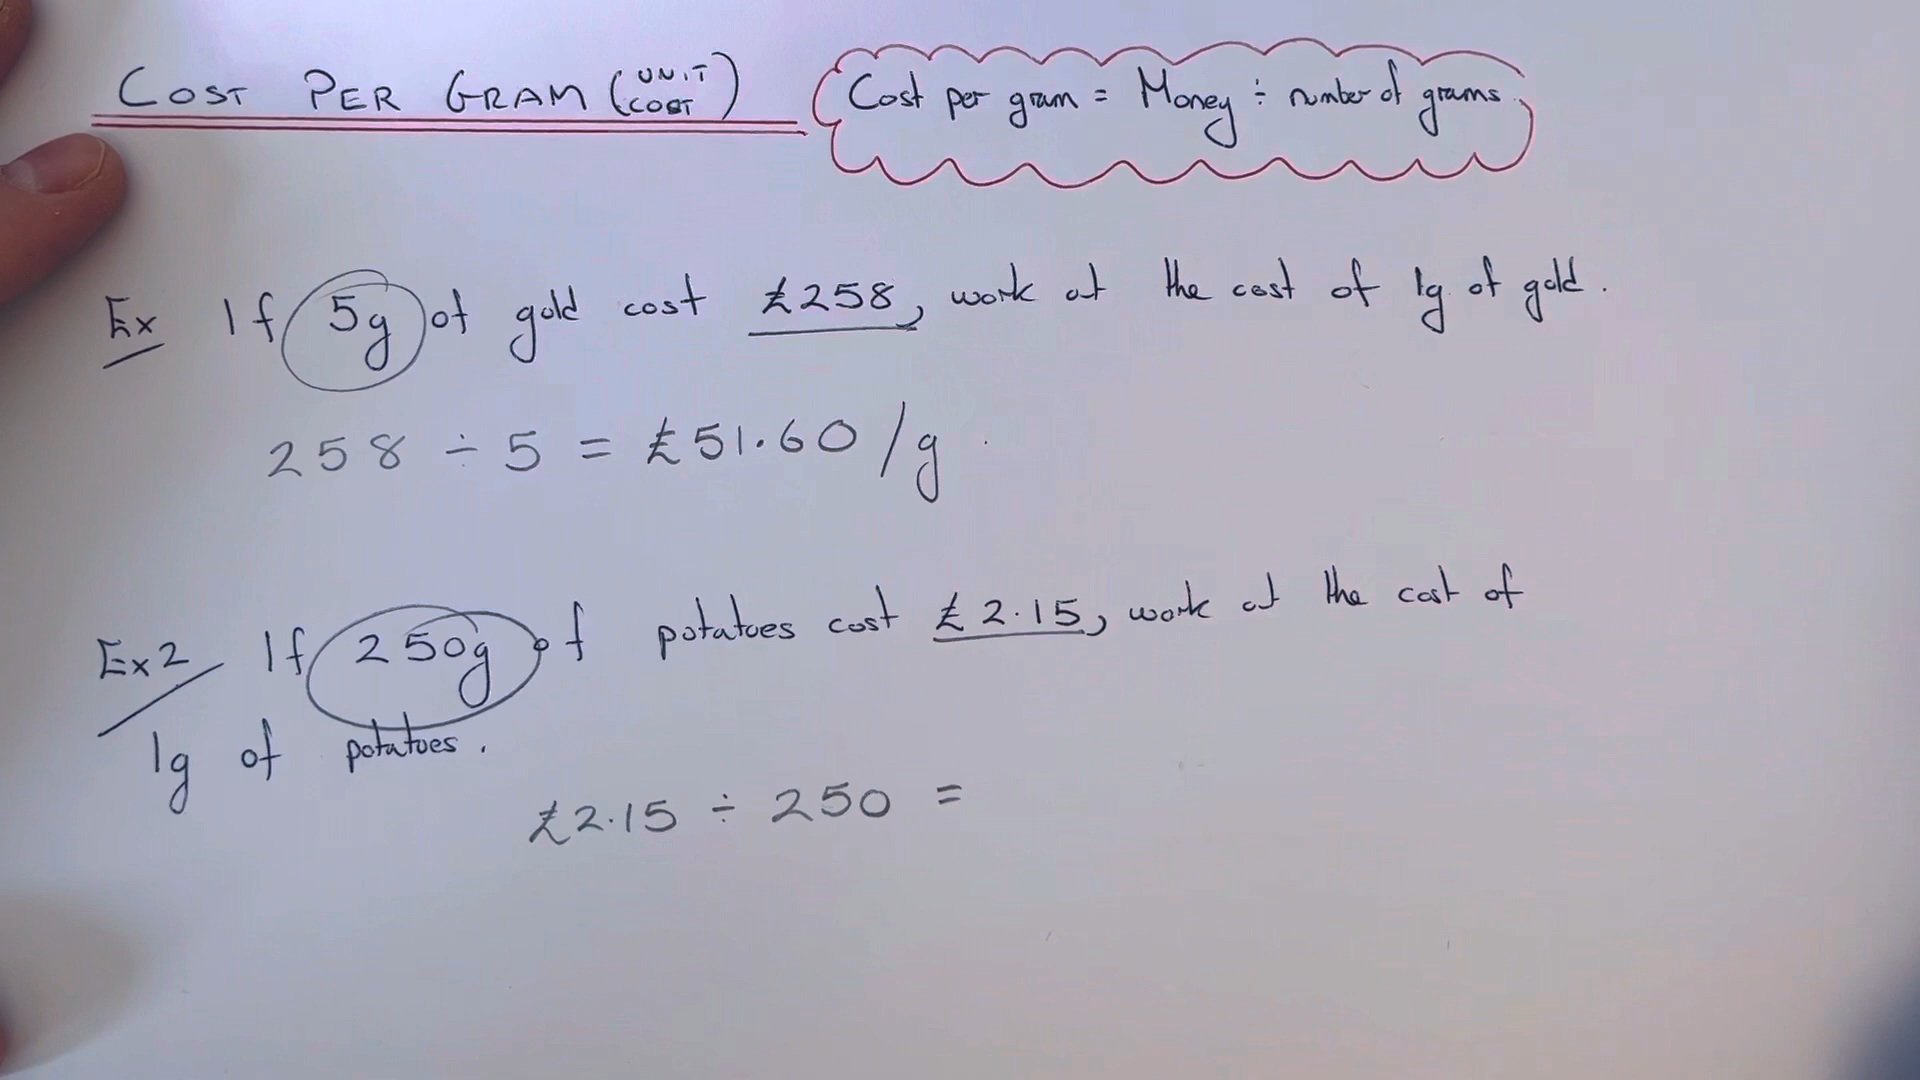 COST PER GRAM (UNIT COST)
Cost per gram = Money ÷ number of grams.
Ex If 5g of gold cost £258, work out the cost of 1g of gold.
258 ÷ 5 = £51.60/g.
Ex2 If 250g of potatoes cost £2.15, work out the cost of
1g of potatoes.
£2.15 ÷ 250 =